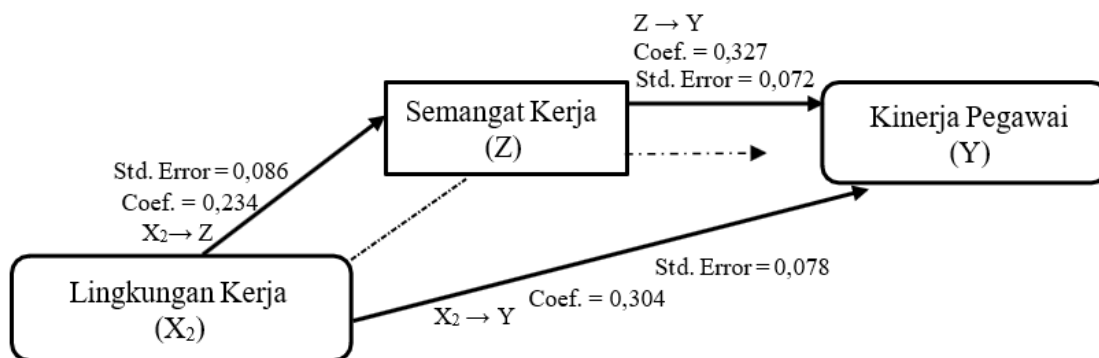 Z → Y
Coef. = 0,327
Std. Error = 0,072
Semangat Kerja
(Z)
Kinerja Pegawai
(Y)
Std. Error = 0,086
Coef. = 0,234
X₂→ Z
Lingkungan Kerja
(X₂)
Std. Error = 0,078
Coef. = 0,304
X₂ → Y